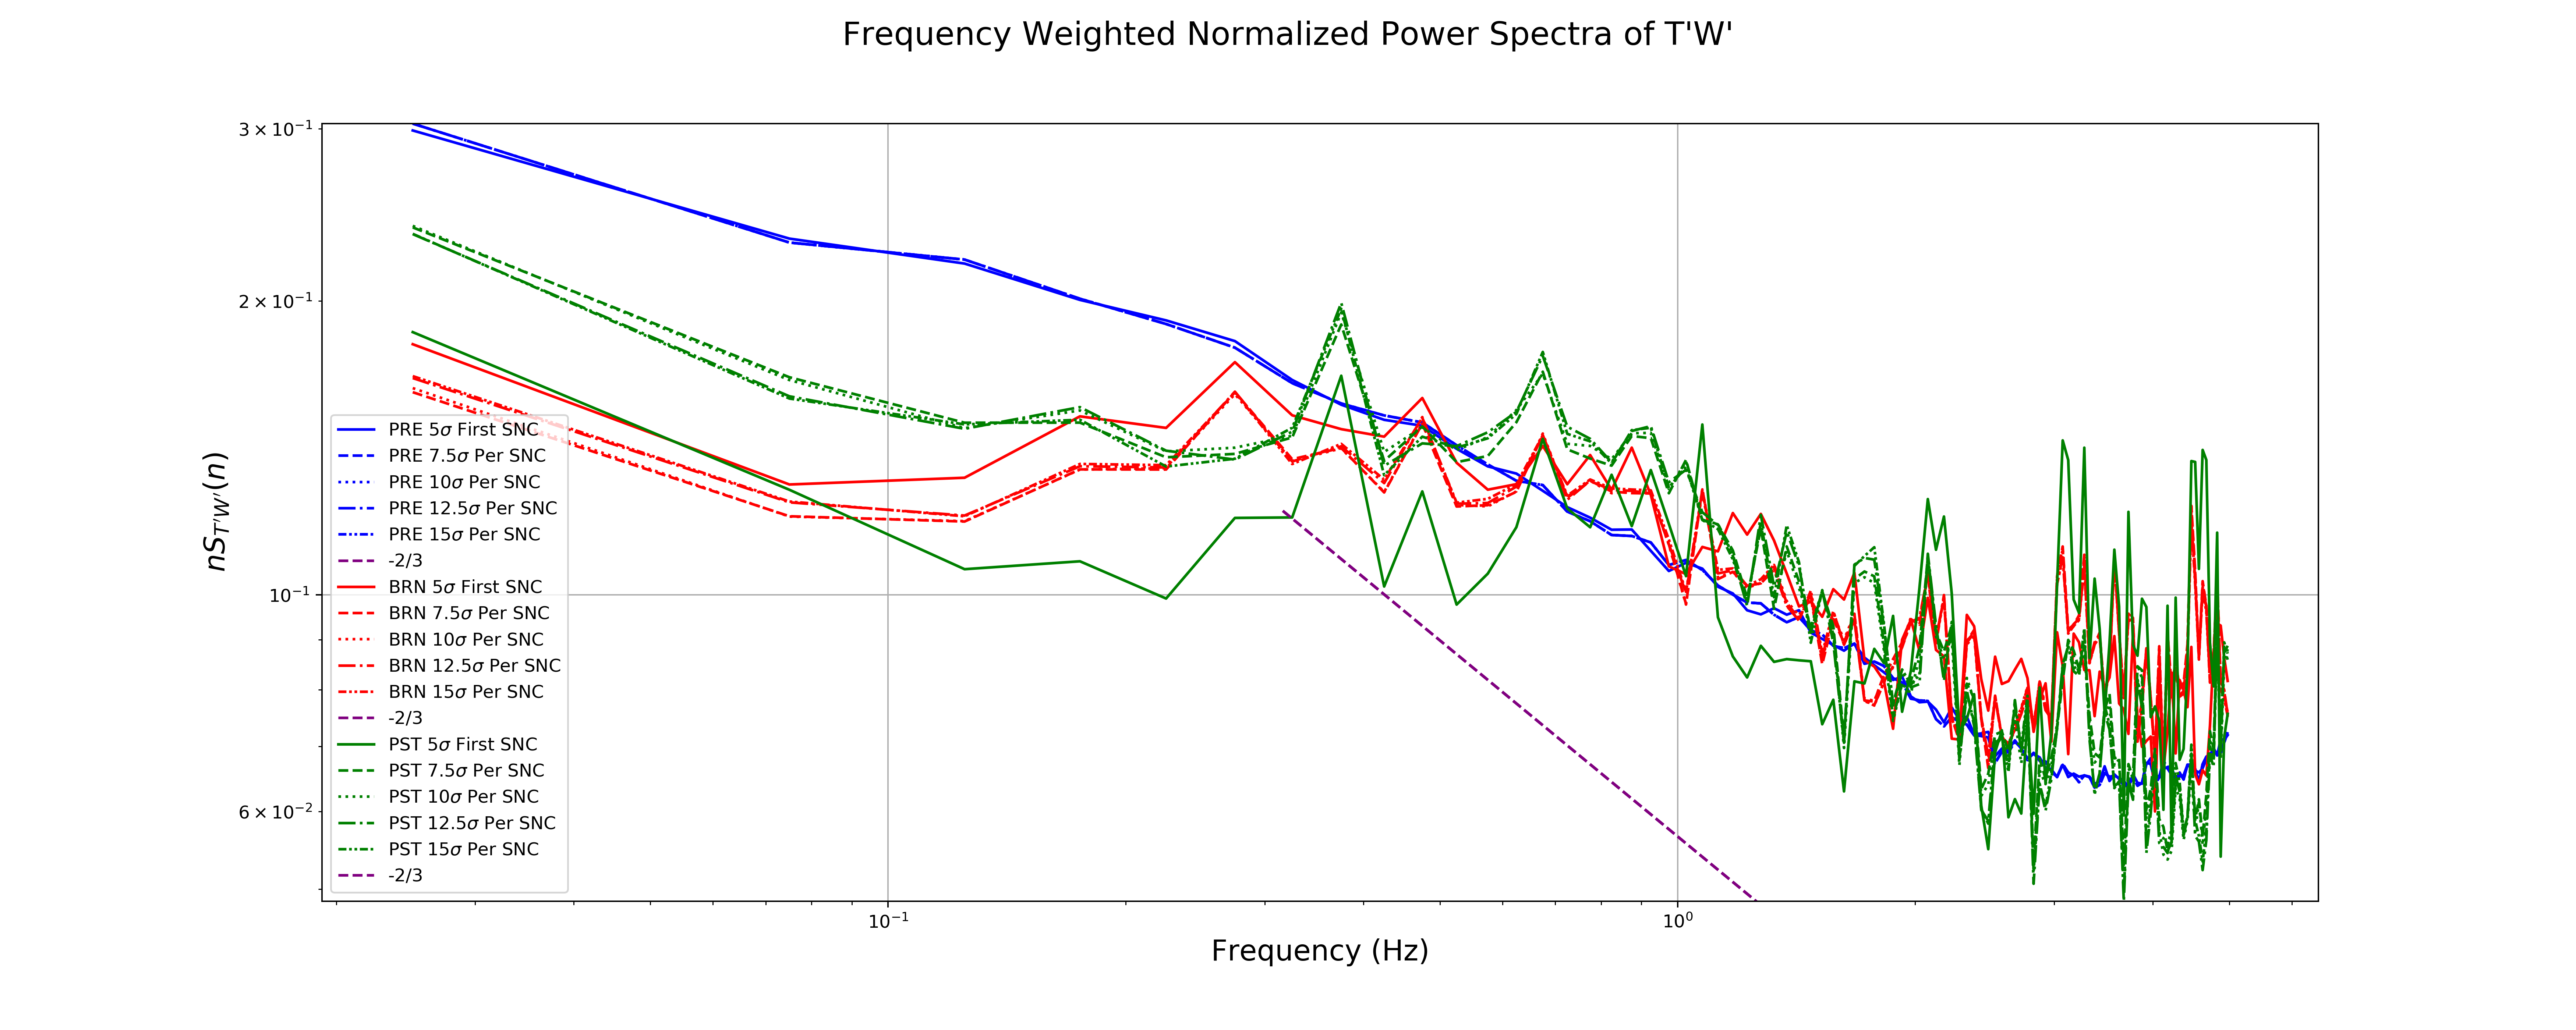 Frequency Weighted Normalized Power Spectra of T'W'
3 × 10⁻¹
2 × 10⁻¹
10⁻¹
6 × 10⁻²
nS_{T'W'}(n)
PRE 5σ First SNC
PRE 7.5σ Per SNC
PRE 10σ Per SNC
PRE 12.5σ Per SNC
PRE 15σ Per SNC
-2/3
BRN 5σ First SNC
BRN 7.5σ Per SNC
BRN 10σ Per SNC
BRN 12.5σ Per SNC
BRN 15σ Per SNC
-2/3
PST 5σ First SNC
PST 7.5σ Per SNC
PST 10σ Per SNC
PST 12.5σ Per SNC
PST 15σ Per SNC
-2/3
10⁻¹ 10⁰
Frequency (Hz)